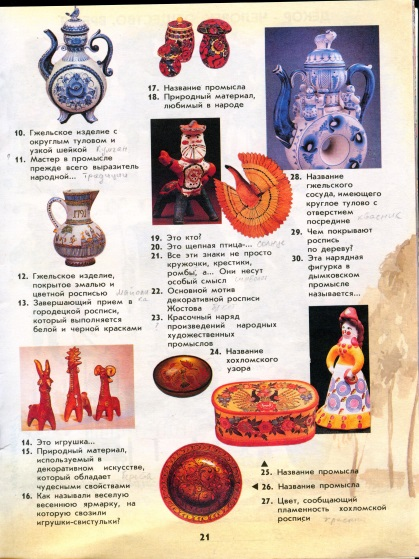 17. Название промысла
18. Природный материал,
любимый в народе
10. Гжельское изделие с
округлым туловом и
узкой шейкой
11. Мастер в промысле
прежде всего выразитель
народной... традиции
12. Гжельское изделие,
покрытое эмалью и
цветной росписью
13. Завершающий прием в
городецкой росписи,
который выполняется
белой и черной красками
14. Это игрушка...
15. Природный материал,
используемый в
декоративном искусстве,
который обладает
чудесными свойствами
16. Как называли веселую
весеннюю ярмарку, на
которую свозили
игрушки-свистульки?
19. Это кто?
20. Это щепная птица-... солнце
21. Все эти знаки не просто
кружочки, крестики,
ромбы, а... Они несут
особый смысл символы
22. Основной мотив
декоративной росписи
Жостова
23. Красочный наряд
произведений народных
художественных
промыслов
24. Название
хохломского
узора
28. Название
гжельского
сосуда, имеющего
круглое тулово с
отверстием
посредине квасник
29. Чем покрывают
роспись
по дереву?
30. Эта нарядная
фигурка в
дымковском
промысле
называется...
▲
25. Название промысла
◄ 26. Название промысла
27. Цвет, сообщающий
пламенность хохломской
росписи
21